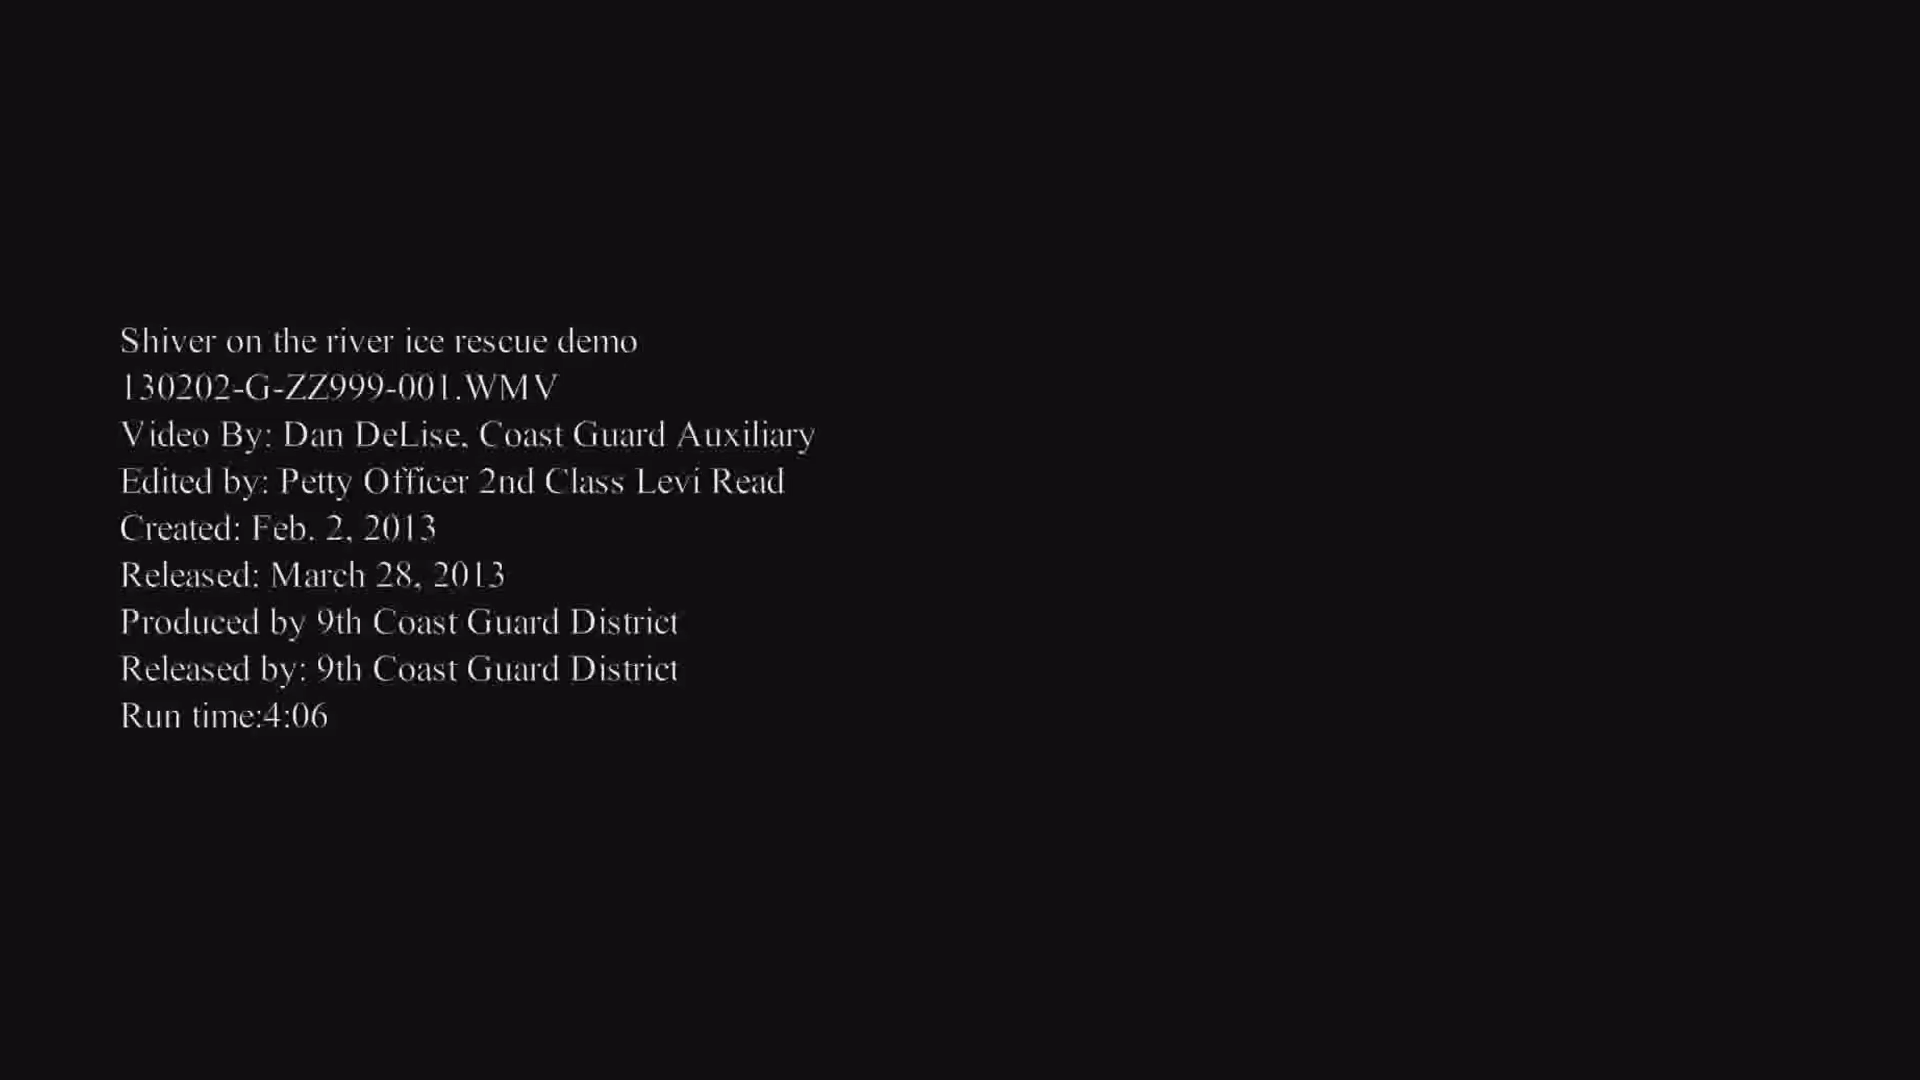 Shiver on the river ice rescue demo
130202-G-ZZ999-001.WMV
Video By: Dan DeLise, Coast Guard Auxiliary
Edited by: Petty Officer 2nd Class Levi Read
Created: Feb. 2, 2013
Released: March 28, 2013
Produced by 9th Coast Guard District
Released by: 9th Coast Guard District
Run time:4:06